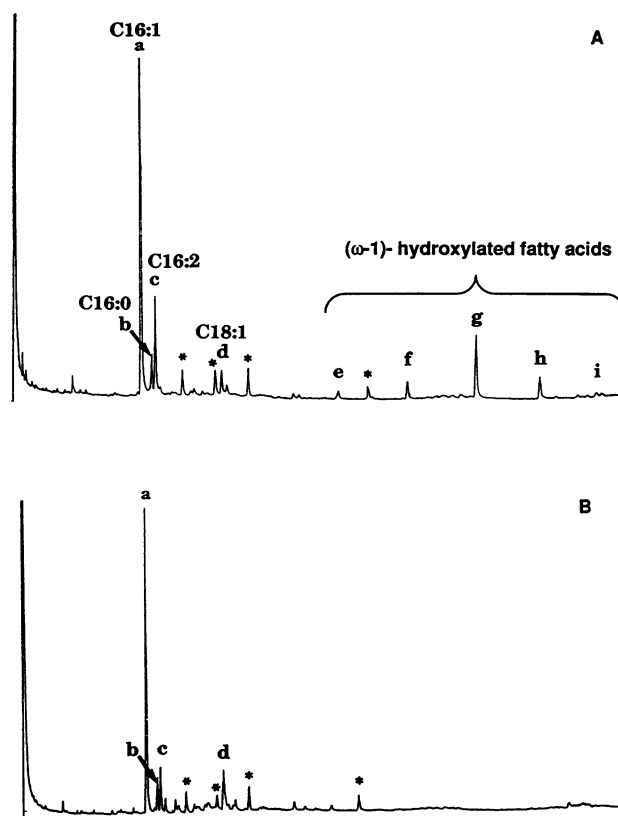 C16:1
a
A
(ω-1)- hydroxylated fatty acids
C16:2
c
C16:0
b
C18:1
* * d *
e * f g h i
a
B
b c
* * d * *